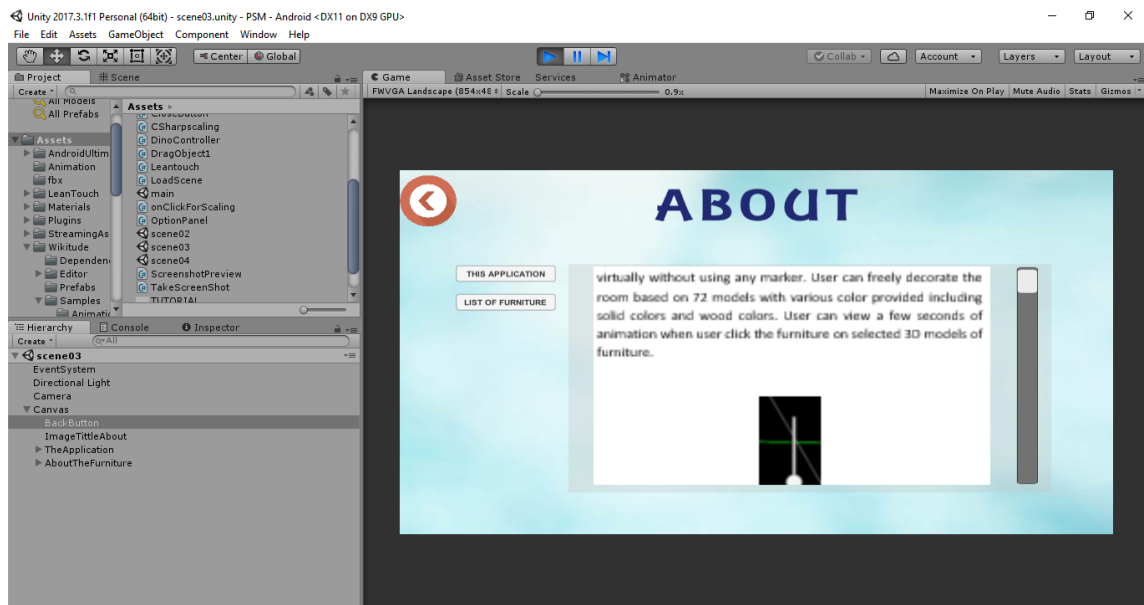 Unity 2017.3.1f1 Personal (64bit) - scene03.unity - PSM - Android <DX11 on DX9 GPU>
File Edit Assets GameObject Component Window Help
Center Global Collab Account Layers Layout
Project Scene
Create
All Models
All Prefabs
Assets
AndroidUltim
Animation
fbx
LeanTouch
Materials
Plugins
StreamingAs
Wikitude
Dependen
Editor
Prefabs
Samples
Animatio
Assets
CloseButton
CSharpscaling
DinoController
DragObject1
Leantouch
LoadScene
main
onClickForScaling
OptionPanel
scene02
scene03
scene04
ScreenshotPreview
TakeScreenShot
TUTORIAL
Hierarchy Console Inspector
Create All
scene03
EventSystem
Directional Light
Camera
Canvas
BackButton
ImageTittleAbout
TheApplication
AboutTheFurniture
Game Asset Store Services Animator
FWVGA Landscape (854x48 Scale 0.9x Maximize On Play Mute Audio Stats Gizmos
ABOUT
THIS APPLICATION
LIST OF FURNITURE
virtually without using any marker. User can freely decorate the
room based on 72 models with various color provided including
solid colors and wood colors. User can view a few seconds of
animation when user click the furniture on selected 3D models of
furniture.